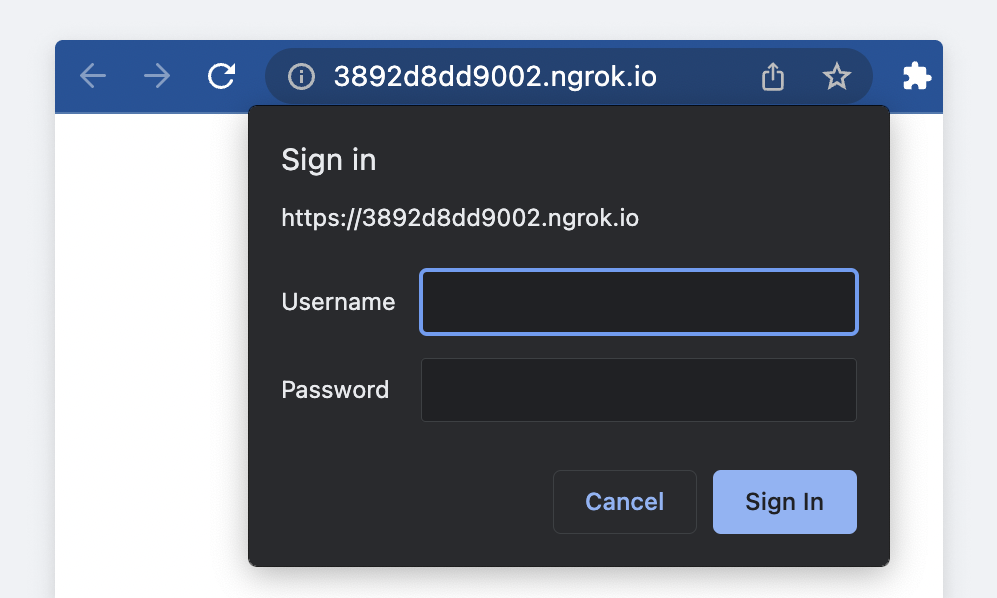 3892d8dd9002.ngrok.io
Sign in
https://3892d8dd9002.ngrok.io
Username
Password
Cancel Sign In